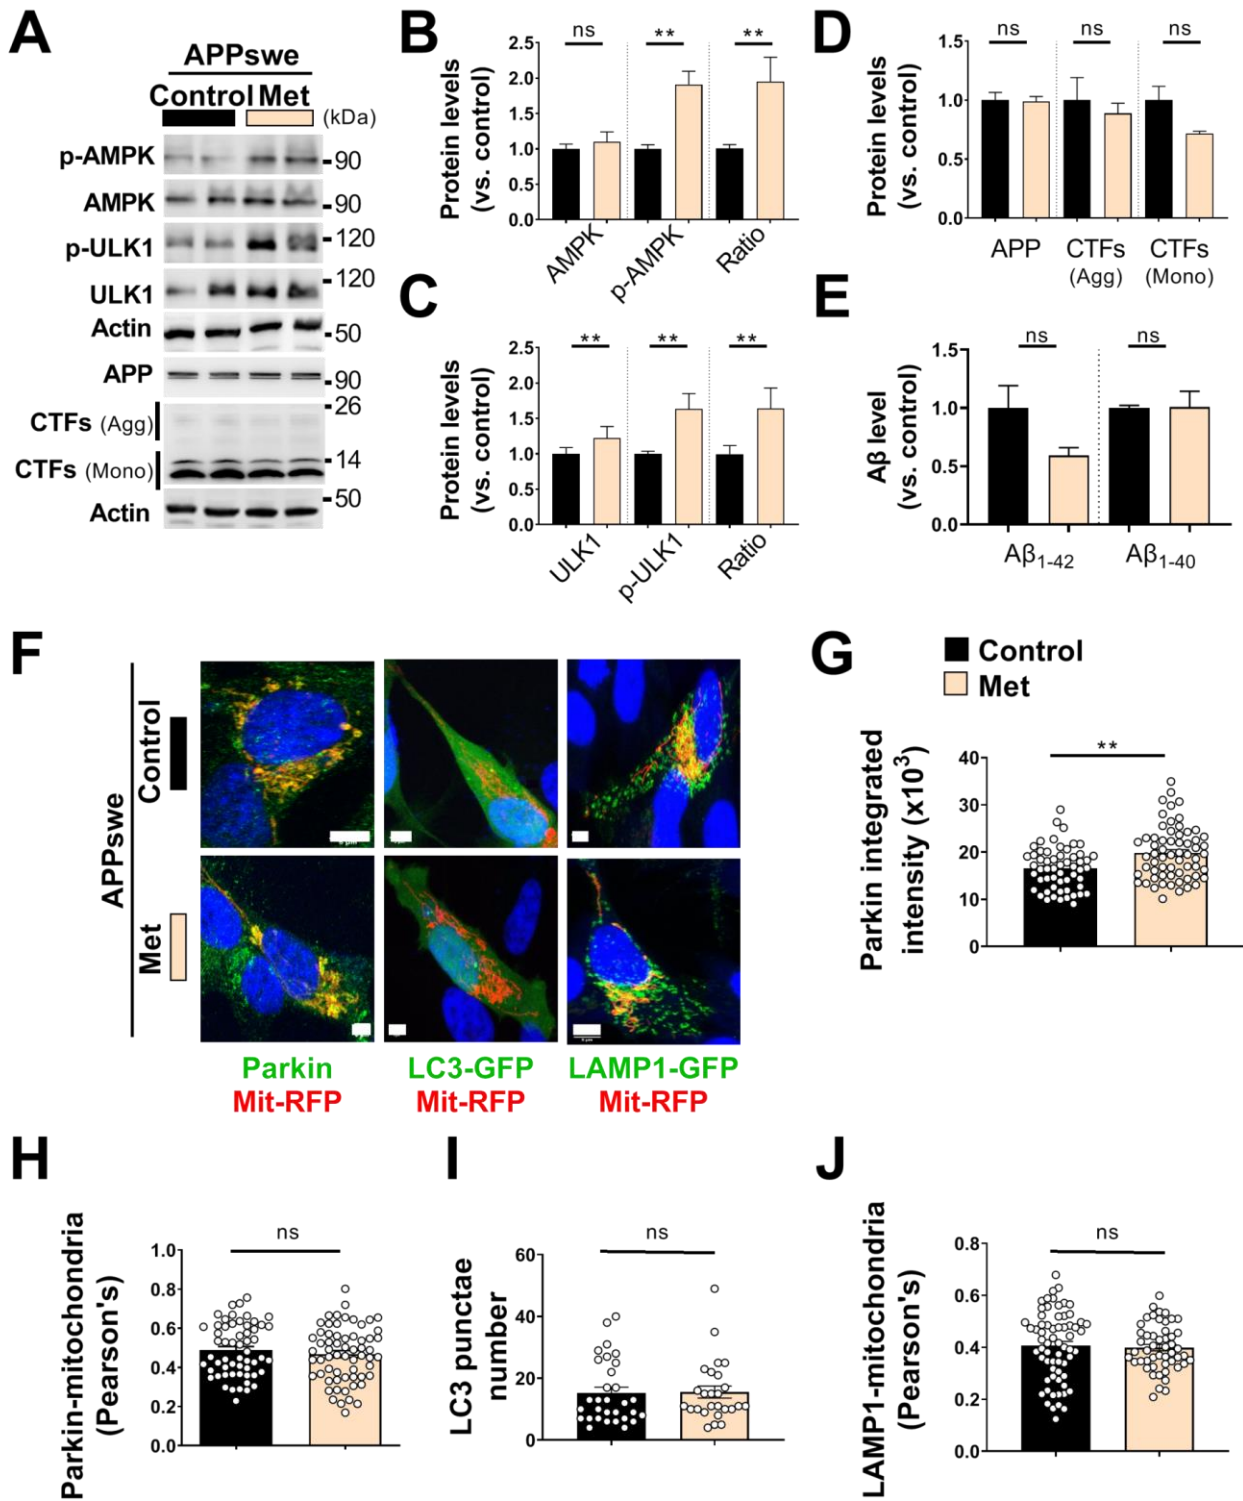 A
APPswe
Control Met
(kDa)
p-AMPK
90
AMPK
90
p-ULK1
120
ULK1
120
Actin
50
APP
90
CTFs (Agg)
26
CTFs (Mono)
14
Actin
50
B
Protein levels
(vs. control)
2.5
2.0
1.5
1.0
0.5
0.0
ns
**
**
AMPK
p-AMPK
Ratio
C
Protein levels
(vs. control)
2.5
2.0
1.5
1.0
0.5
0.0
**
**
**
ULK1
p-ULK1
Ratio
D
Protein levels
(vs. control)
1.5
1.0
0.5
0.0
ns
ns
ns
APP
CTFs
(Agg)
CTFs
(Mono)
E
Aβ level
(vs. control)
1.5
1.0
0.5
0.0
ns
ns
Aβ1-42
Aβ1-40
F
APPswe
Control
Met
Parkin
Mit-RFP
LC3-GFP
Mit-RFP
LAMP1-GFP
Mit-RFP
G
Control
Met
Parkin integrated
intensity (x10³)
40
30
20
10
0
**
H
Parkin-mitochondria
(Pearson's)
1.0
0.8
0.6
0.4
0.2
0.0
ns
I
LC3 punctae
number
60
40
20
0
ns
J
LAMP1-mitochondria
(Pearson's)
0.8
0.6
0.4
0.2
0.0
ns